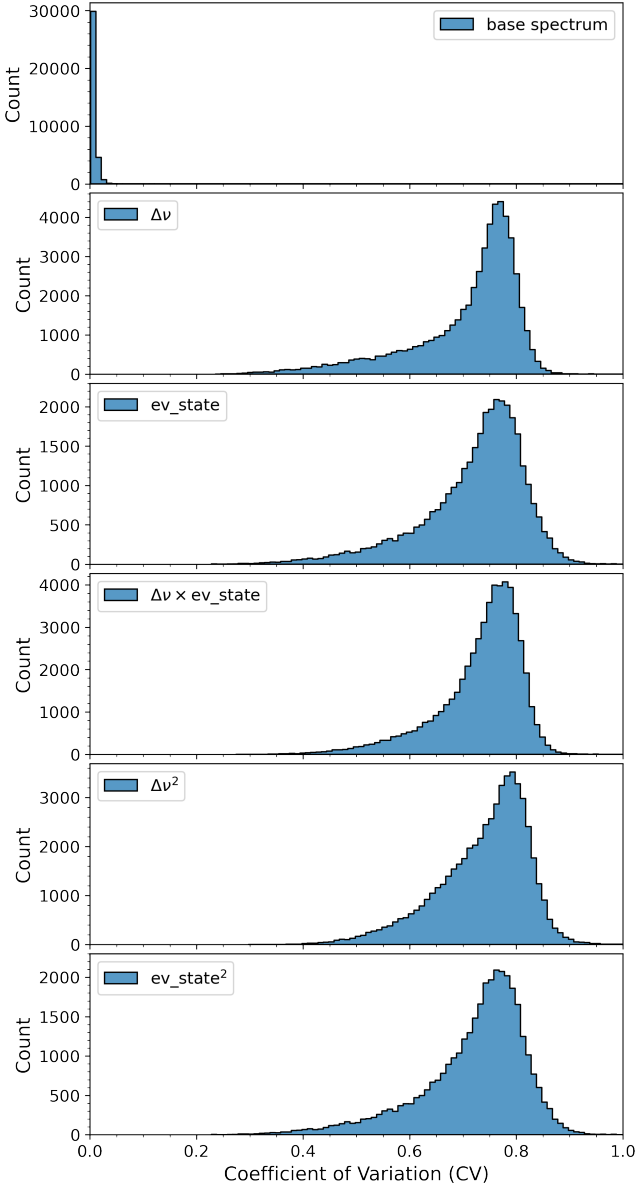 base spectrum
Count
30000
20000
10000
0
Δν
Count
4000
3000
2000
1000
0
ev_state
Count
2000
1500
1000
500
0
Δν × ev_state
Count
4000
3000
2000
1000
0
Δν²
Count
3000
2000
1000
0
ev_state²
Count
2000
1500
1000
500
0
0.0 0.2 0.4 0.6 0.8 1.0
Coefficient of Variation (CV)